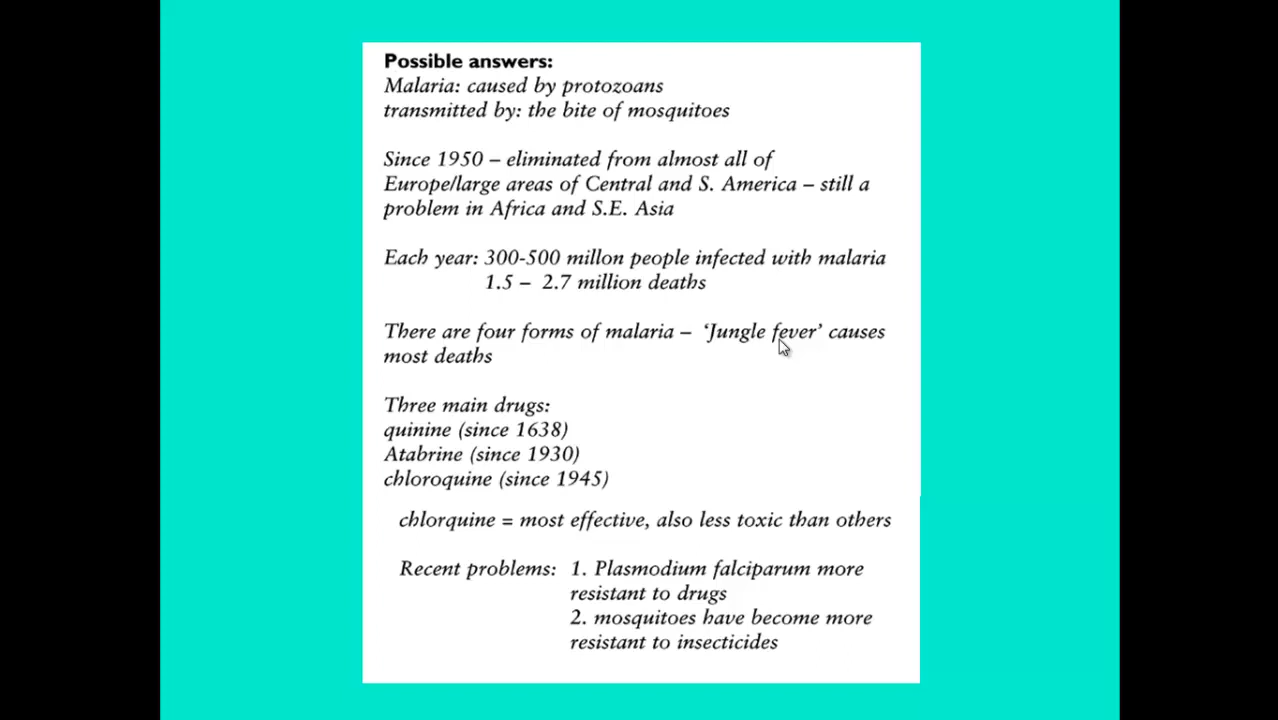 Possible answers:
Malaria: caused by protozoans
transmitted by: the bite of mosquitoes
Since 1950 – eliminated from almost all of
Europe/large areas of Central and S. America – still a
problem in Africa and S.E. Asia
Each year: 300-500 millon people infected with malaria
1.5 – 2.7 million deaths
There are four forms of malaria – ‘Jungle fever’ causes
most deaths
Three main drugs:
quinine (since 1638)
Atabrine (since 1930)
chloroquine (since 1945)
chlorquine = most effective, also less toxic than others
Recent problems: 1. Plasmodium falciparum more
resistant to drugs
2. mosquitoes have become more
resistant to insecticides